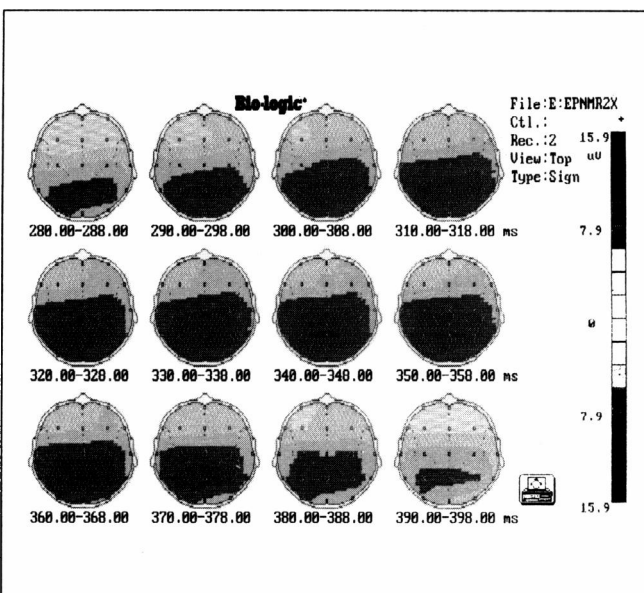 Bio-logic
File:E:EPNMR2X
Ctl.:
Rec.:2
View:Top
Type:Sign
+
15.9
uV
7.9
0
7.9
15.9
280.00-288.00 290.00-298.00 300.00-308.00 310.00-318.00 ms
320.00-328.00 330.00-338.00 340.00-348.00 350.00-358.00 ms
360.00-368.00 370.00-378.00 380.00-388.00 390.00-398.00 ms